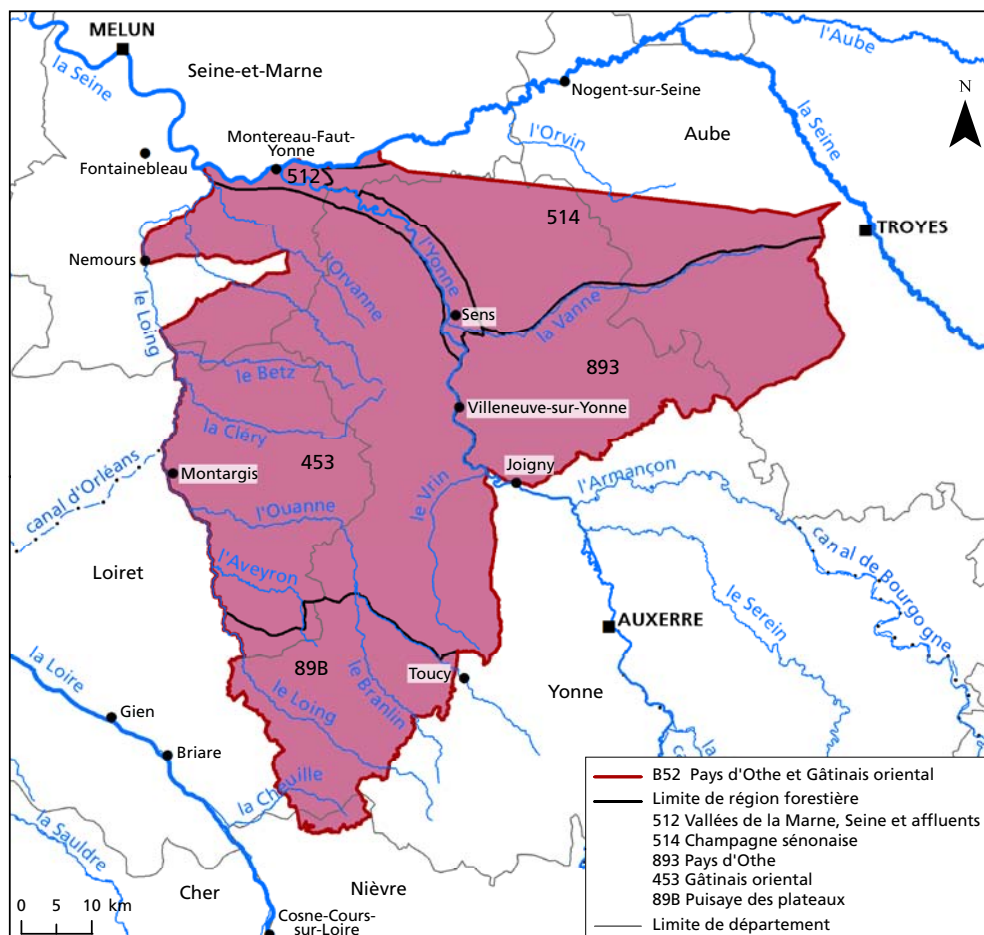 MELUN
la Seine
Seine-et-Marne
l'Aube
Nogent-sur-Seine
N
la Seine
l'Orvin
Aube
Montereau-Faut-
Yonne
Fontainebleau
512
514
TROYES
Nemours
l'Orvanne
l'Yonne
le Loing
Sens
la Vanne
893
le Betz
Villeneuve-sur-Yonne
la Cléry
453
canal d'Orléans
Montargis
Joigny
le Vrin
l'Armançon
l'Ouanne
canal de Bourgogne
l'Aveyron
Loiret
le Serein
AUXERRE
89B
la Loire
Toucy
le Branlin
le Loing
Yonne
Gien
Briare
la
ca
la Cheuille
la Sauldre
Cher
Nièvre
0 5 10 km
Cosne-Cours-
sur-Loire
B52 Pays d'Othe et Gâtinais oriental
Limite de région forestière
512 Vallées de la Marne, Seine et affluents
514 Champagne sénonaise
893 Pays d'Othe
453 Gâtinais oriental
89B Puisaye des plateaux
Limite de département